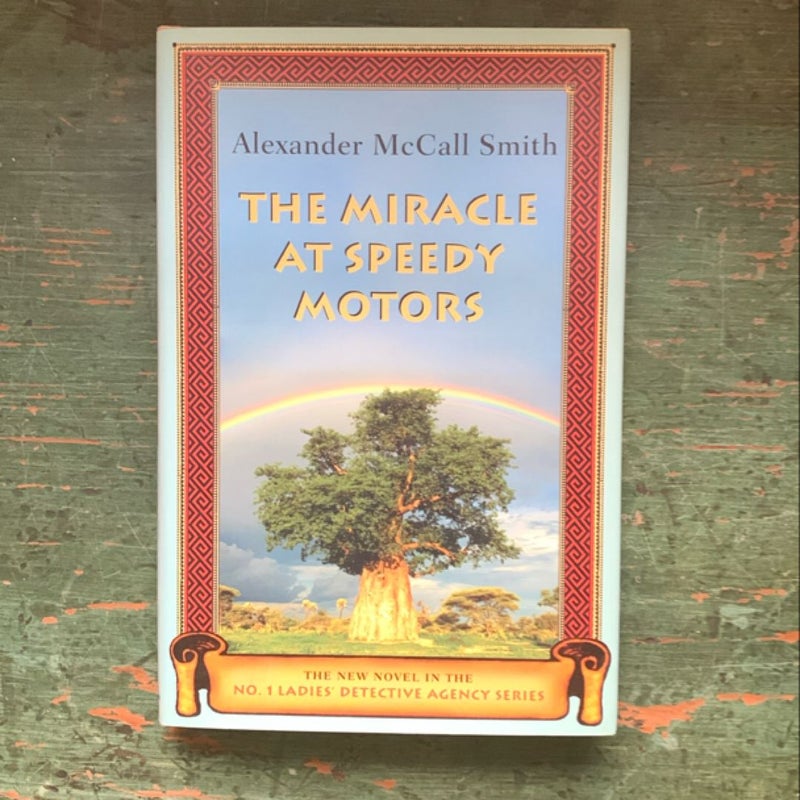 Alexander McCall Smith
THE MIRACLE
AT SPEEDY
MOTORS
THE NEW NOVEL IN THE
NO. 1 LADIES' DETECTIVE AGENCY SERIES